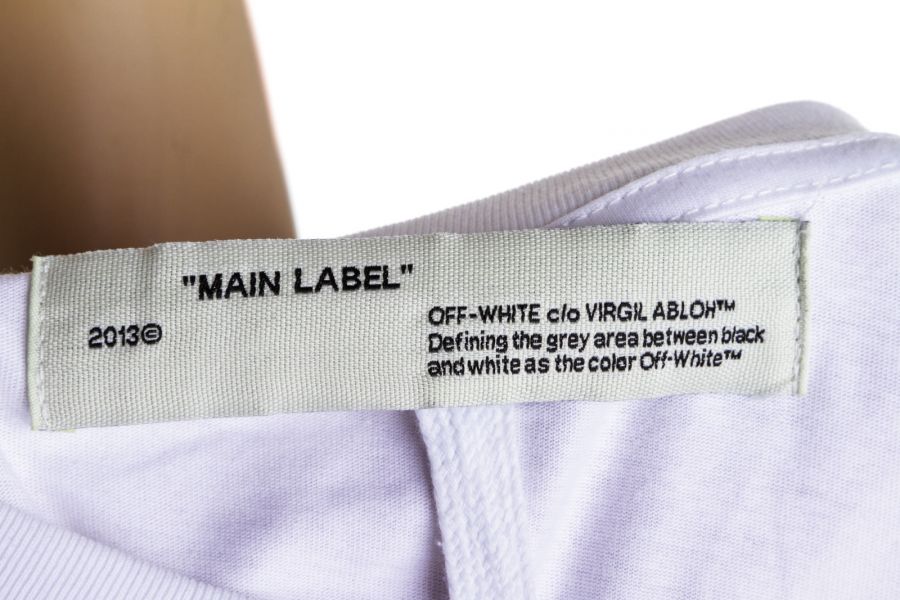 "MAIN LABEL"
2013©
OFF-WHITE c/o VIRGIL ABLOH™
Defining the grey area between black
and white as the color Off-White™